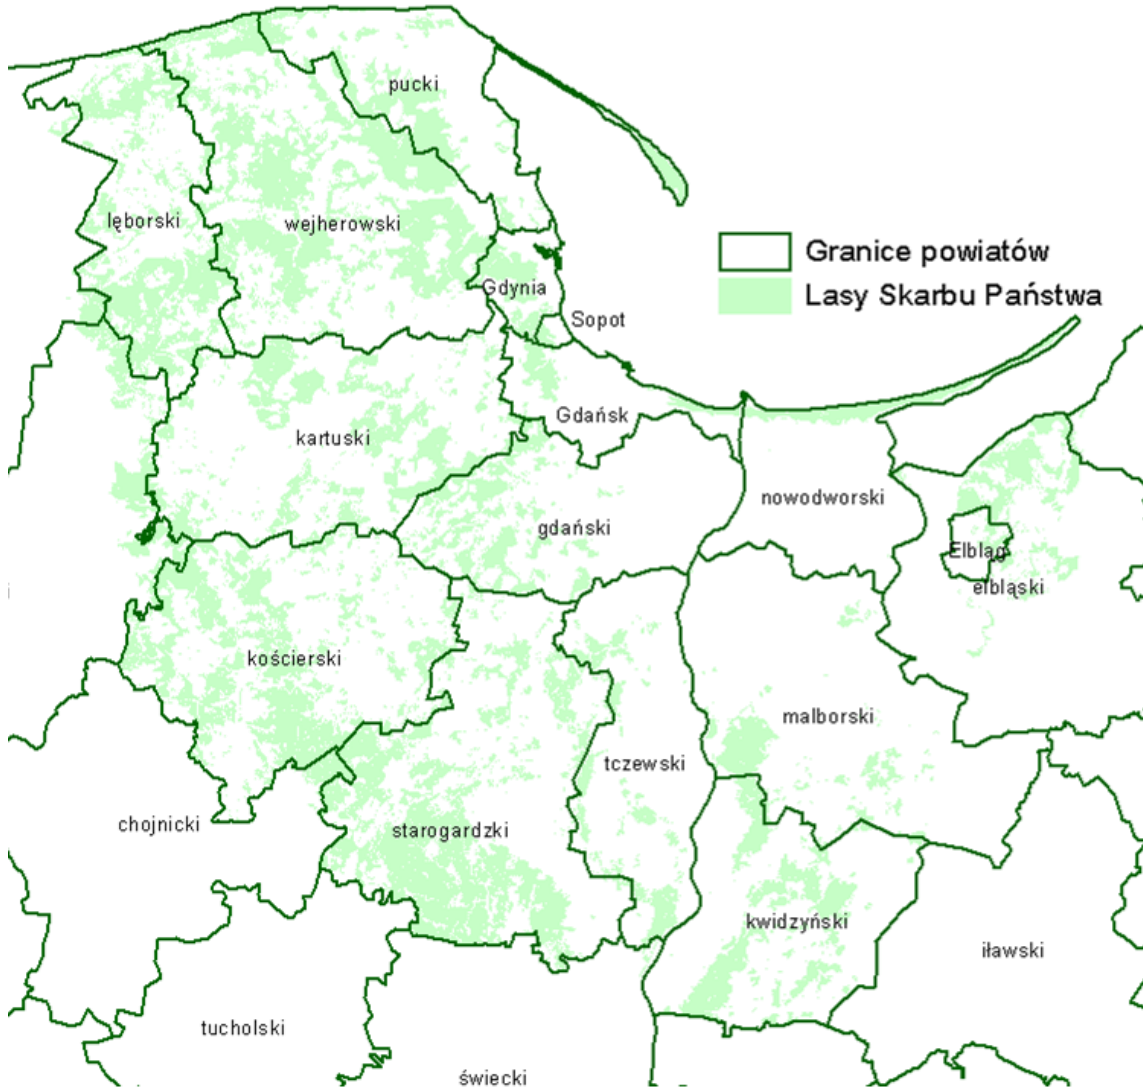 pucki
lęborski
wejherowski
Granice powiatów
Gdynia
Lasy Skarbu Państwa
Sopot
Gdańsk
kartuski
nowodworski
gdański
Elbląg
elbląski
kościerski
malborski
tczewski
chojnicki
starogardzki
kwidzyński
iławski
tucholski
świecki